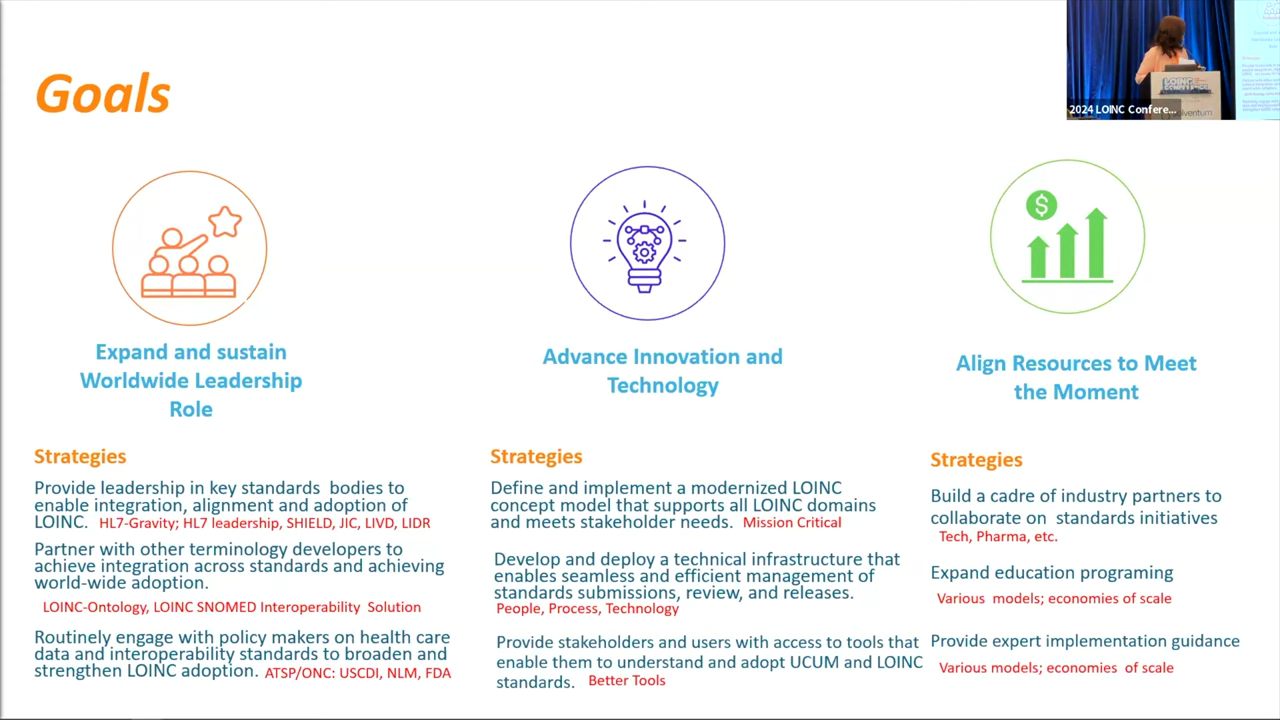 Goals
2024 LOINC Confere...
LOINC
CONFERENCE
Expand and sustain
Worldwide Leadership
Role
Strategies
Provide leadership in key standards bodies to
enable integration, alignment and adoption of
LOINC. HL7-Gravity; HL7 leadership, SHIELD, JIC, LIVD, LIDR
Partner with other terminology developers to
achieve integration across standards and achieving
world-wide adoption.
LOINC-Ontology, LOINC SNOMED Interoperability Solution
Routinely engage with policy makers on health care
data and interoperability standards to broaden and
strengthen LOINC adoption. ATSP/ONC: USCDI, NLM, FDA
Advance Innovation and
Technology
Strategies
Define and implement a modernized LOINC
concept model that supports all LOINC domains
and meets stakeholder needs. Mission Critical
Develop and deploy a technical infrastructure that
enables seamless and efficient management of
standards submissions, review, and releases.
People, Process, Technology
Provide stakeholders and users with access to tools that
enable them to understand and adopt UCUM and LOINC
standards. Better Tools
$
Align Resources to Meet
the Moment
Strategies
Build a cadre of industry partners to
collaborate on standards initiatives
Tech, Pharma, etc.
Expand education programing
Various models; economies of scale
Provide expert implementation guidance
Various models; economies of scale